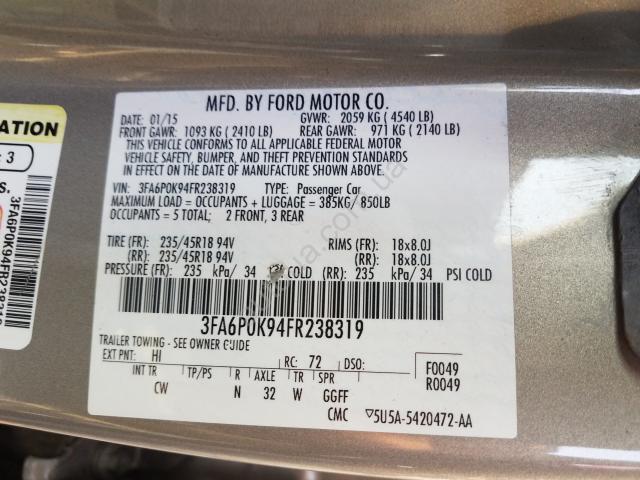 MFD. BY FORD MOTOR CO.
DATE: 01/15 GVWR: 2059 KG ( 4540 LB)
FRONT GAWR: 1093 KG ( 2410 LB) REAR GAWR: 971 KG ( 2140 LB)
THIS VEHICLE CONFORMS TO ALL APPLICABLE FEDERAL MOTOR
VEHICLE SAFETY, BUMPER, AND THEFT PREVENTION STANDARDS
IN EFFECT ON THE DATE OF MANUFACTURE SHOWN ABOVE.
VIN: 3FA6P0K94FR238319 TYPE: Passenger Car
MAXIMUM LOAD = OCCUPANTS + LUGGAGE = 385KG/ 850LB
OCCUPANTS = 5 TOTAL: 2 FRONT, 3 REAR
TIRE (FR): 235/45R18 94V RIMS (FR): 18x8.0J
(RR): 235/45R18 94V (RR): 18x8.0J
PRESSURE (FR): 235 kPa/ 34 COLD (RR): 235 kPa/ 34 PSI COLD
3FA6P0K94FR238319
TRAILER TOWING - SEE OWNER GUIDE
EXT PNT: HI RC: 72 DSO:
F0049
R0049
INT TR TP/PS R AXLE TR SPR
CW N 32 W GGFF
CMC ▽5U5A-5420472-AA
ATION
: 3
s.
3FA6P0K94FR238319